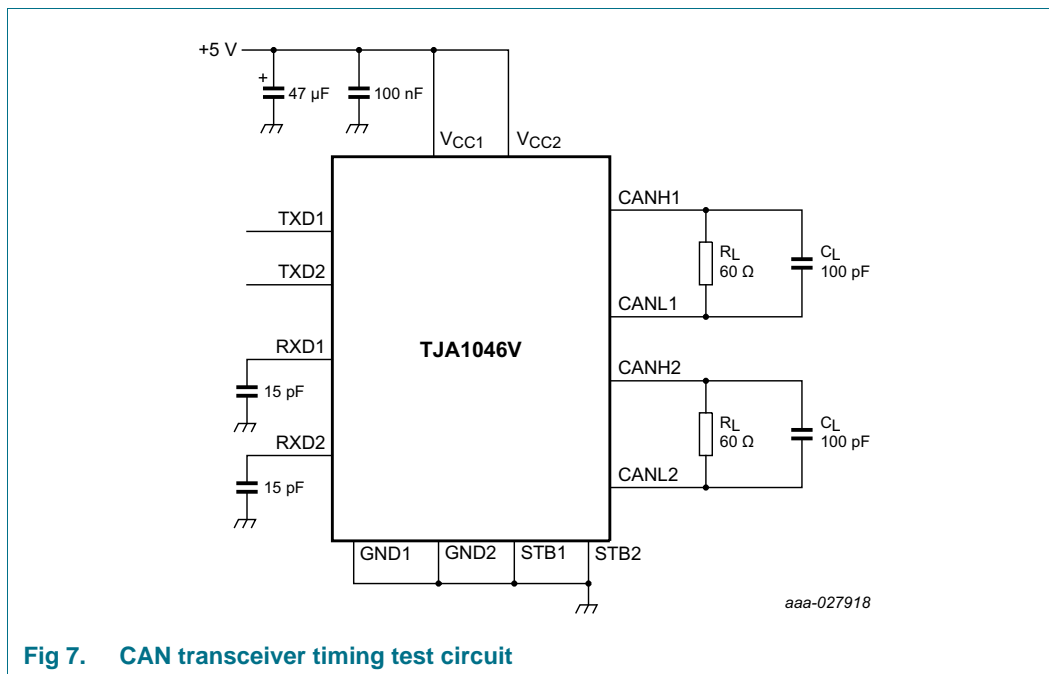 +5 V
+
47 µF
100 nF
VCC1
VCC2
TXD1
TXD2
RXD1
15 pF
RXD2
15 pF
TJA1046V
CANH1
RL
60 Ω
CL
100 pF
CANL1
CANH2
RL
60 Ω
CL
100 pF
CANL2
GND1
GND2
STB1
STB2
aaa-027918
Fig 7. CAN transceiver timing test circuit